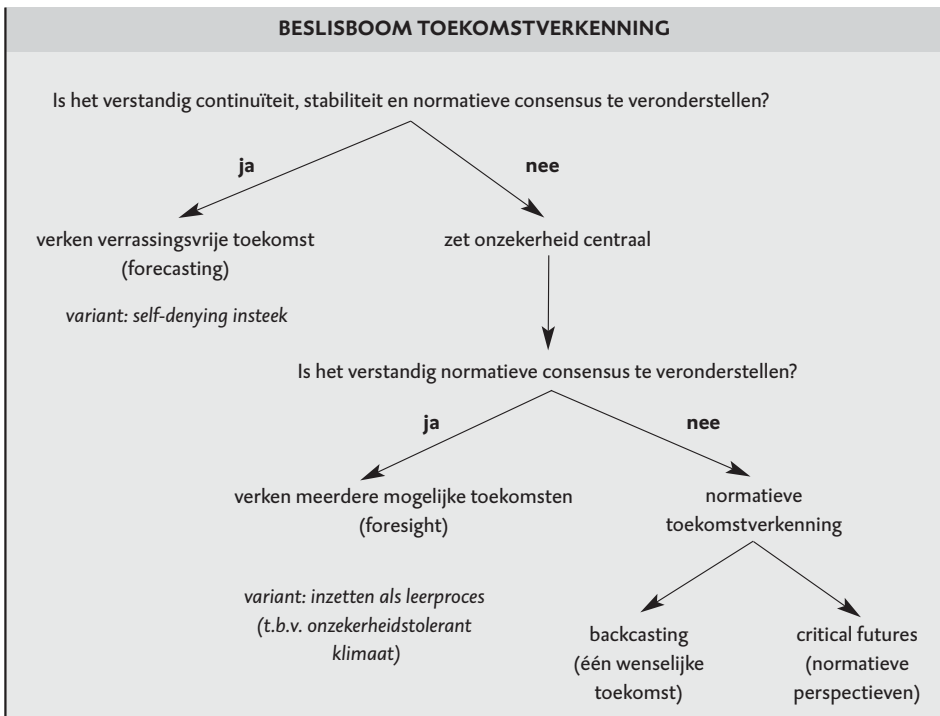 BESLISBOOM TOEKOMSTVERKENNING
Is het verstandig continuïteit, stabiliteit en normatieve consensus te veronderstellen?
ja
nee
verken verrassingsvrije toekomst
(forecasting)
zet onzekerheid centraal
variant: self-denying insteek
Is het verstandig normatieve consensus te veronderstellen?
ja
nee
verken meerdere mogelijke toekomsten
(foresight)
normatieve
toekomstverkenning
variant: inzetten als leerproces
(t.b.v. onzekerheidstolerant
klimaat)
backcasting
(één wenselijke
toekomst)
critical futures
(normatieve
perspectieven)